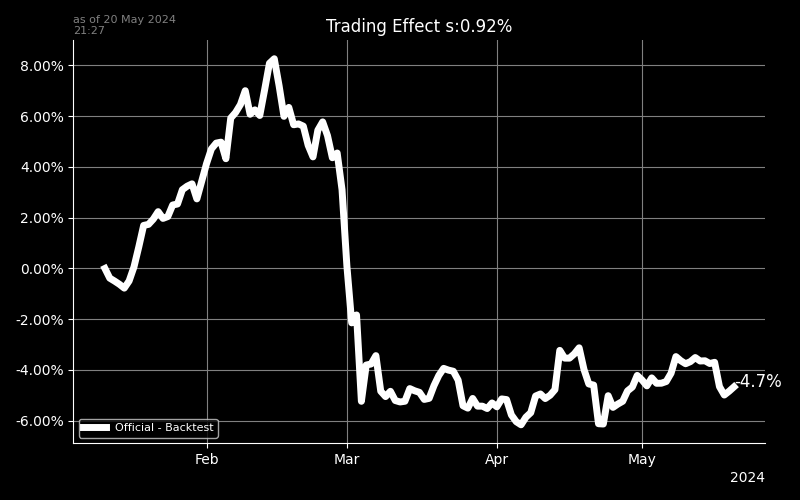 as of 20 May 2024
21:27
Trading Effect s:0.92%
8.00%
6.00%
4.00%
2.00%
0.00%
-2.00%
-4.00%
-6.00%
-4.7%
Official - Backtest
Feb
Mar
Apr
May
2024